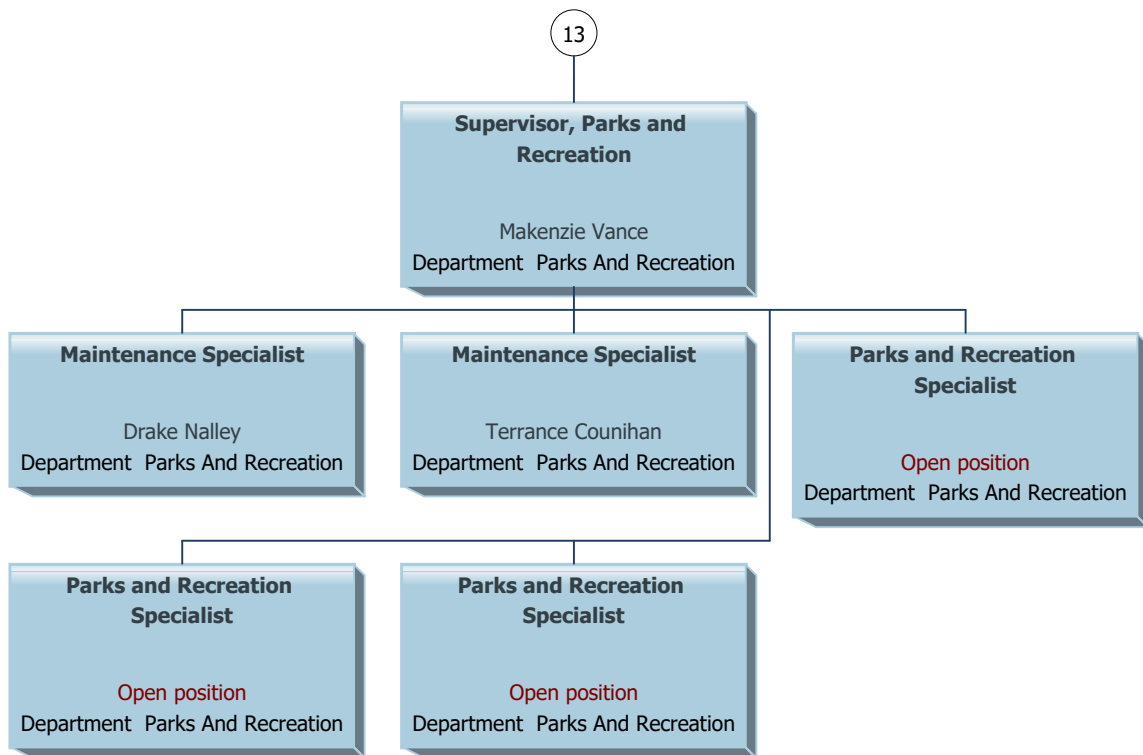 13
Supervisor, Parks and
Recreation
Makenzie Vance
Department  Parks And Recreation
Maintenance Specialist
Drake Nalley
Department  Parks And Recreation
Maintenance Specialist
Terrance Counihan
Department  Parks And Recreation
Parks and Recreation
Specialist
Open position
Department  Parks And Recreation
Parks and Recreation
Specialist
Open position
Department  Parks And Recreation
Parks and Recreation
Specialist
Open position
Department  Parks And Recreation